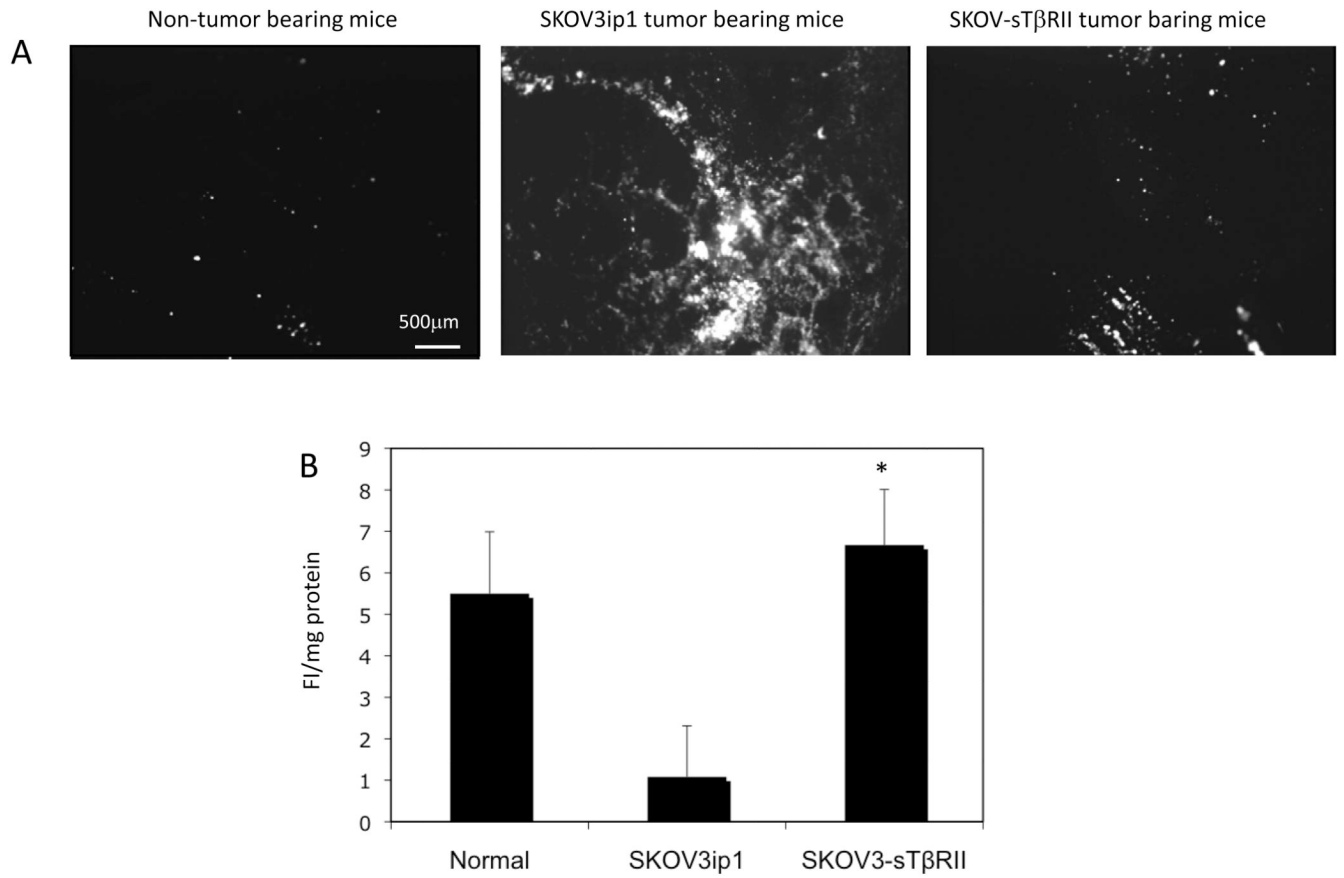 Non-tumor bearing mice
SKOV3ip1 tumor bearing mice
SKOV-sTβRII tumor baring mice
A
500μm
B
*
FI/mg protein
9
8
7
6
5
4
3
2
1
0
Normal
SKOV3ip1
SKOV3-sTβRII